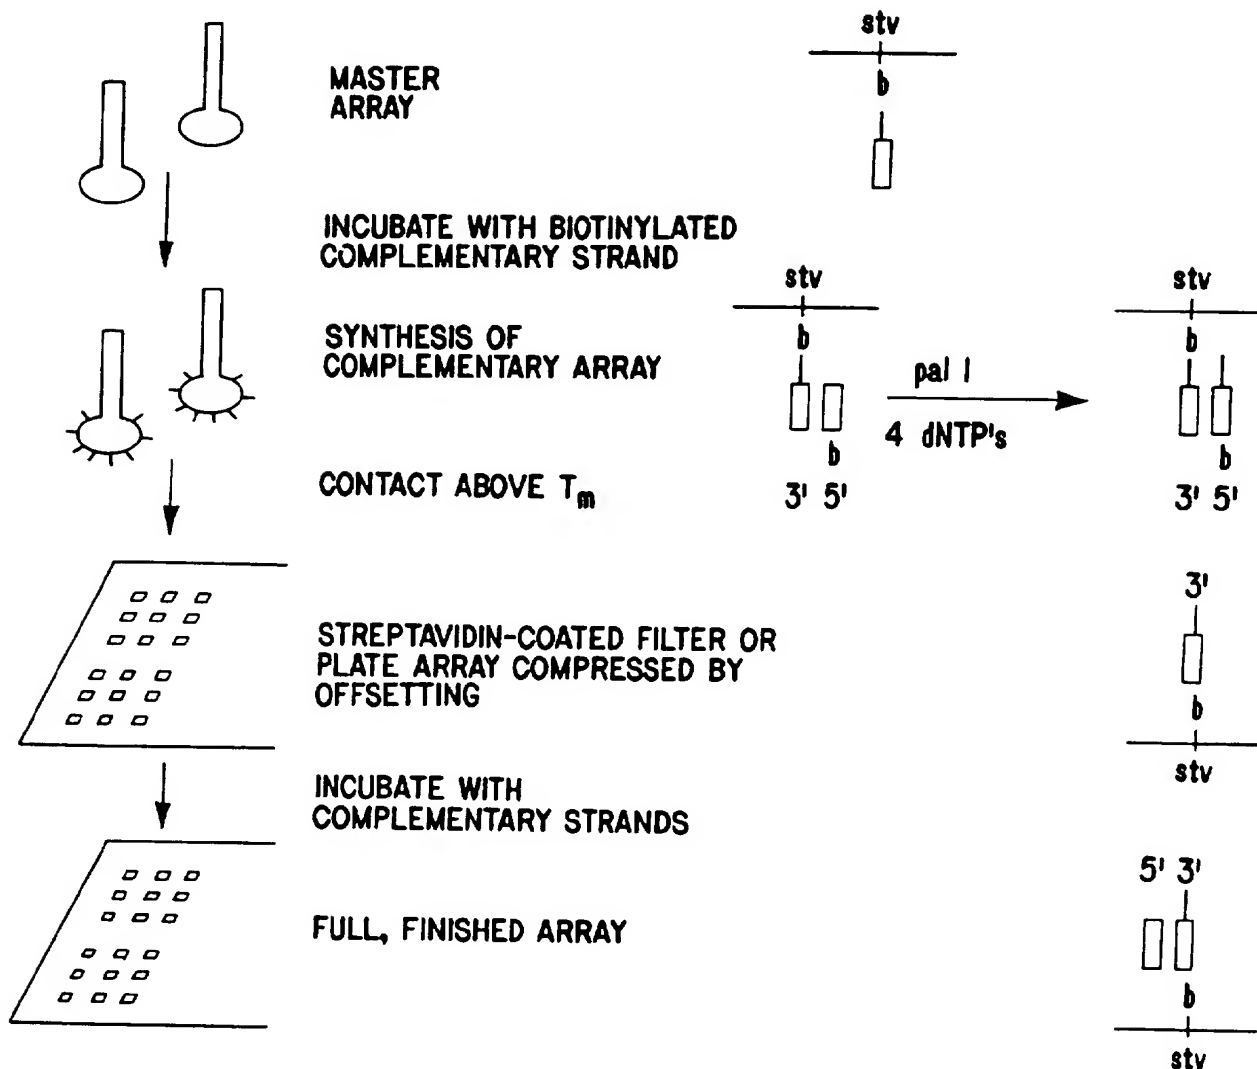 stv
MASTER
ARRAY
b
INCUBATE WITH BIOTINYLATED
COMPLEMENTARY STRAND
stv
stv
SYNTHESIS OF
COMPLEMENTARY ARRAY
b
b
pal I
4 dNTP's
b
b
CONTACT ABOVE Tm
3' 5'
3' 5'
3'
STREPTAVIDIN-COATED FILTER OR
PLATE ARRAY COMPRESSED BY
OFFSETTING
b
stv
INCUBATE WITH
COMPLEMENTARY STRANDS
5' 3'
FULL, FINISHED ARRAY
b
stv